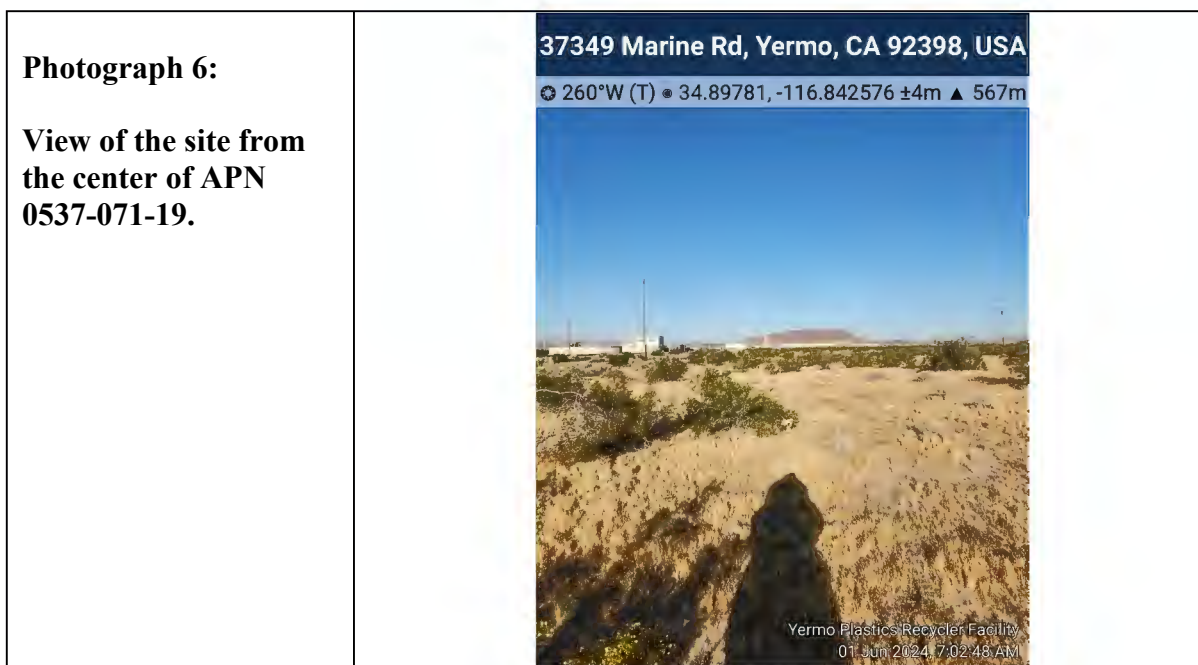 Photograph 6:
View of the site from
the center of APN
0537-071-19.
37349 Marine Rd, Yermo, CA 92398, USA
260°W (T) 34.89781, -116.842576 ±4m ▲ 567m
Yermo Plastics Recycler Facility
01 Jun 2024, 7:02:48 AM